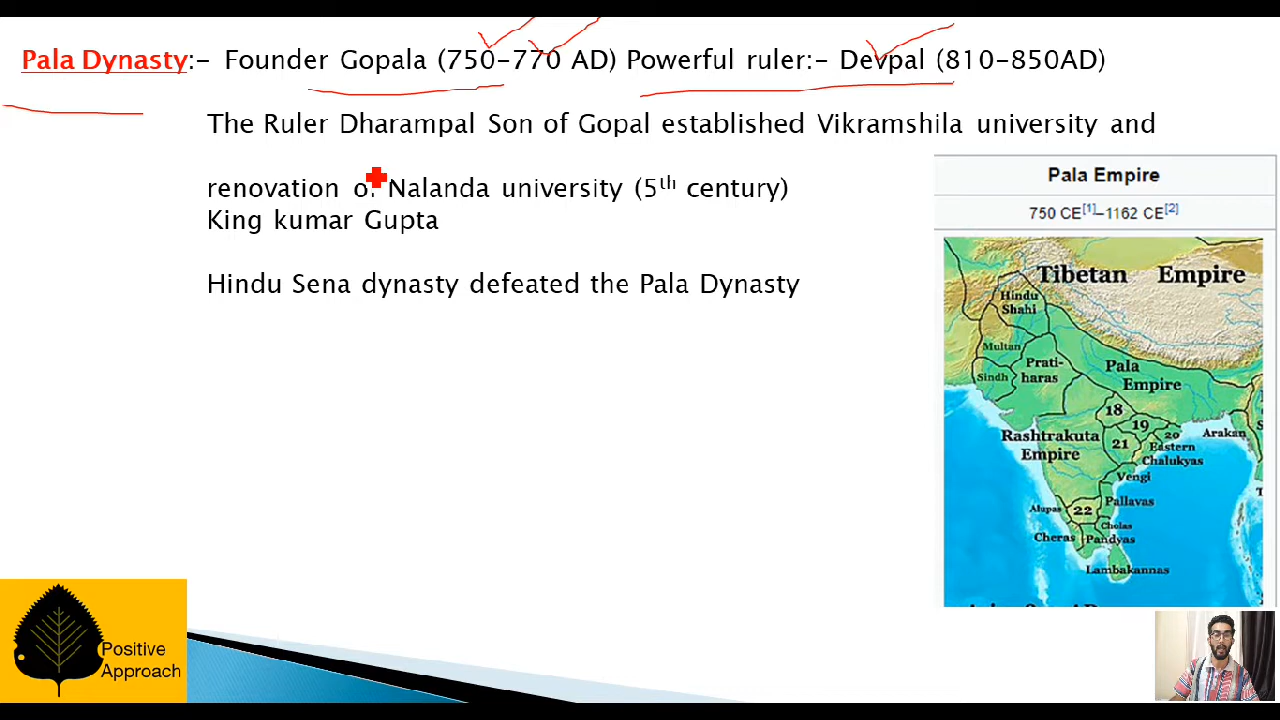 Pala Dynasty:- Founder Gopala (750-770 AD) Powerful ruler:- Devpal (810-850AD)
The Ruler Dharampal Son of Gopal established Vikramshila university and
renovation of Nalanda university (5th century)
King kumar Gupta
Hindu Sena dynasty defeated the Pala Dynasty
Pala Empire
750 CE[1]-1162 CE[2]
Tibetan Empire
Hindu
Shahi
Multan
Sindh
Prati-
haras
Pala
Empire
18
19
20
21
Rashtrakuta
Empire
Eastern
Chalukyas
Arakan
Vengi
Pallavas
22
Alupas
Cholas
Cheras
Pandyas
Lambakannas
Positive
Approach